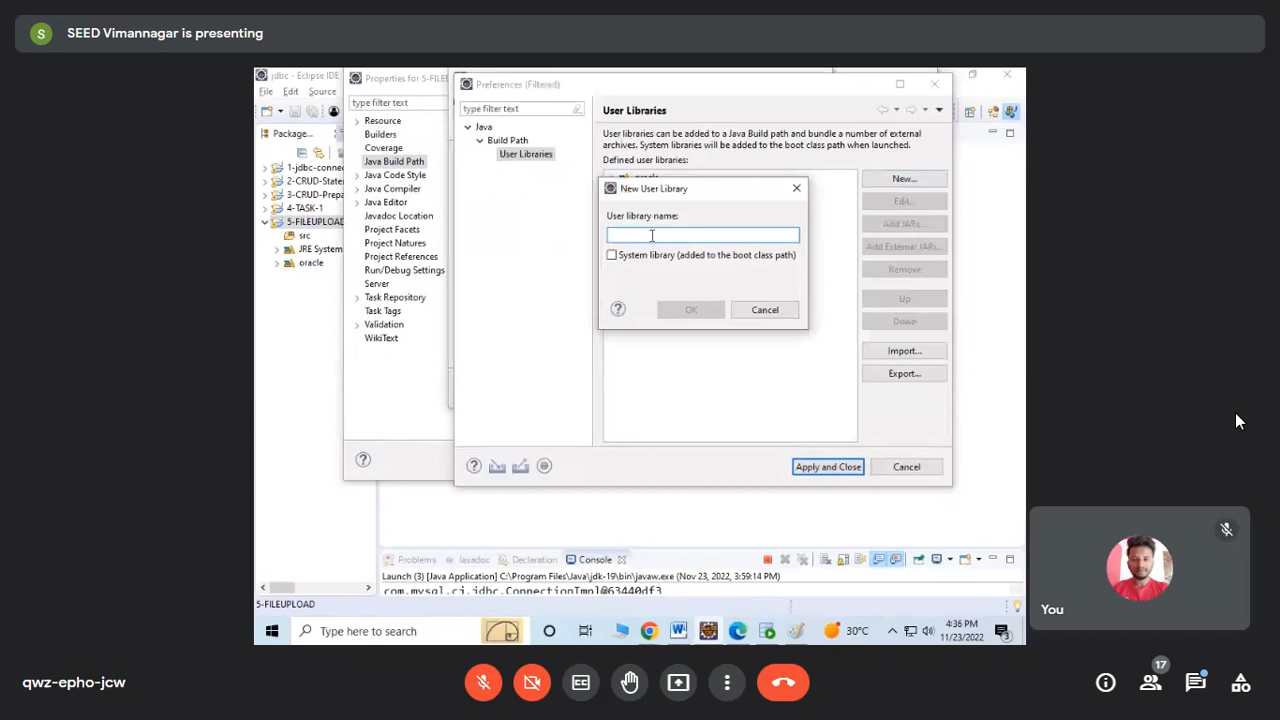 S SEED Vimannagar is presenting
jdbc - Eclipse IDE
File Edit Source
Package...
1-jdbc-conne
2-CRUD-State
3-CRUD-Prepa
4-TASK-1
5-FILEUPLOAD
src
JRE System
oracle
Properties for 5-FILEU
type filter text
Resource
Builders
Coverage
Java Build Path
Java Code Style
Java Compiler
Java Editor
Javadoc Location
Project Facets
Project Natures
Project References
Run/Debug Settings
Server
Task Repository
Task Tags
Validation
WikiText
Preferences (Filtered)
type filter text
Java
Build Path
User Libraries
User Libraries
User libraries can be added to a Java Build path and bundle a number of external
archives. System libraries will be added to the boot class path when launched.
Defined user libraries:
oracle
New...
Edit...
Add JARs...
Add External JARs...
Remove
Up
Down
Import...
Export...
New User Library
User library name:
System library (added to the boot class path)
OK Cancel
Apply and Close Cancel
Problems Javadoc Declaration Console
Launch (3) [Java Application] C:\Program Files\Java\jdk-19\bin\javaw.exe (Nov 23, 2022, 3:59:14 PM)
com.mysql.cj.jdbc.ConnectionImpl@63440df3
5-FILEUPLOAD
Type here to search
30°C
4:36 PM
11/23/2022
3
You
qwz-epho-jcw
17